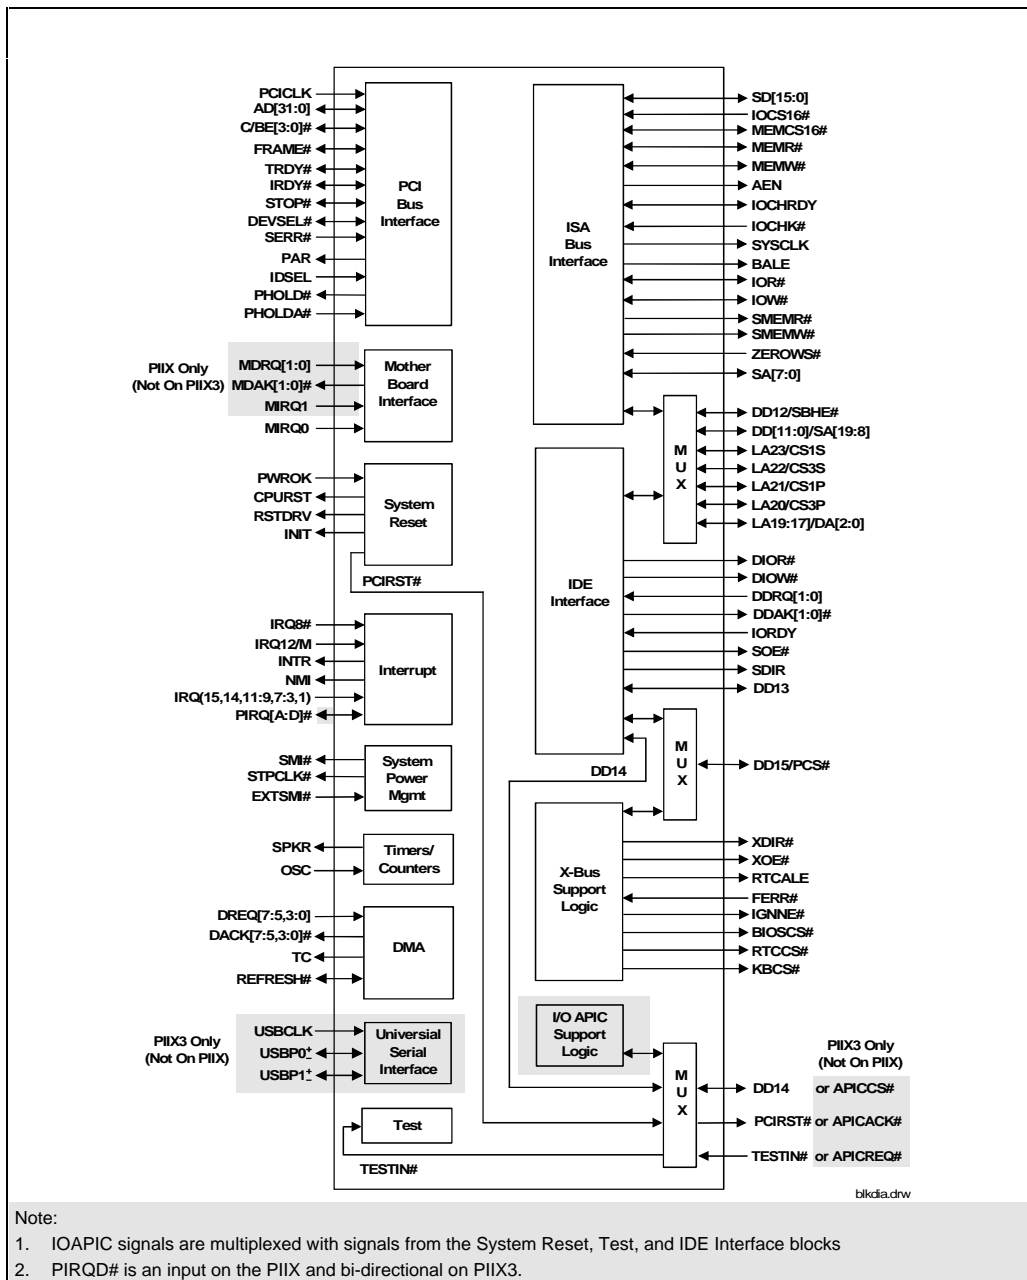 PCICLK
AD[31:0]
C/BE[3:0]#
FRAME#
TRDY#
IRDY#
STOP#
DEVSEL#
SERR#
PAR
IDSEL
PHOLD#
PHOLDA#
PCI
Bus
Interface
PIIX Only
(Not On PIIX3)
MDRQ[1:0]
MDAK[1:0]#
MIRQ1
MIRQ0
Mother
Board
Interface
PWROK
CPURST
RSTDRV
INIT
System
Reset
PCIRST#
IRQ8#
IRQ12/M
INTR
NMI
IRQ(15,14,11:9,7:3,1)
PIRQ[A:D]#
Interrupt
SMI#
STPCLK#
EXTSMI#
System
Power
Mgmt
SPKR
OSC
Timers/
Counters
DREQ[7:5,3:0]
DACK[7:5,3:0]#
TC
REFRESH#
DMA
PIIX3 Only
(Not On PIIX)
USBCLK
USBP0+-
USBP1+-
Universial
Serial
Interface
Test
TESTIN#
ISA
Bus
Interface
SD[15:0]
IOCS16#
MEMCS16#
MEMR#
MEMW#
AEN
IOCHRDY
IOCHK#
SYSCLK
BALE
IOR#
IOW#
SMEMR#
SMEMW#
ZEROWS#
SA[7:0]
M
U
X
DD12/SBHE#
DD[11:0]/SA[19:8]
LA23/CS1S
LA22/CS3S
LA21/CS1P
LA20/CS3P
LA19:17]/DA[2:0]
IDE
Interface
DIOR#
DIOW#
DDRQ[1:0]
DDAK[1:0]#
IORDY
SOE#
SDIR
DD13
DD14
M
U
X
DD15/PCS#
X-Bus
Support
Logic
XDIR#
XOE#
RTCALE
FERR#
IGNNE#
BIOSCS#
RTCCS#
KBCS#
I/O APIC
Support
Logic
M
U
X
PIIX3 Only
(Not On PIIX)
DD14 or APICCS#
PCIRST# or APICACK#
TESTIN# or APICREQ#
blkdia.drw
Note:
1. IOAPIC signals are multiplexed with signals from the System Reset, Test, and IDE Interface blocks
2. PIRQD# is an input on the PIIX and bi-directional on PIIX3.